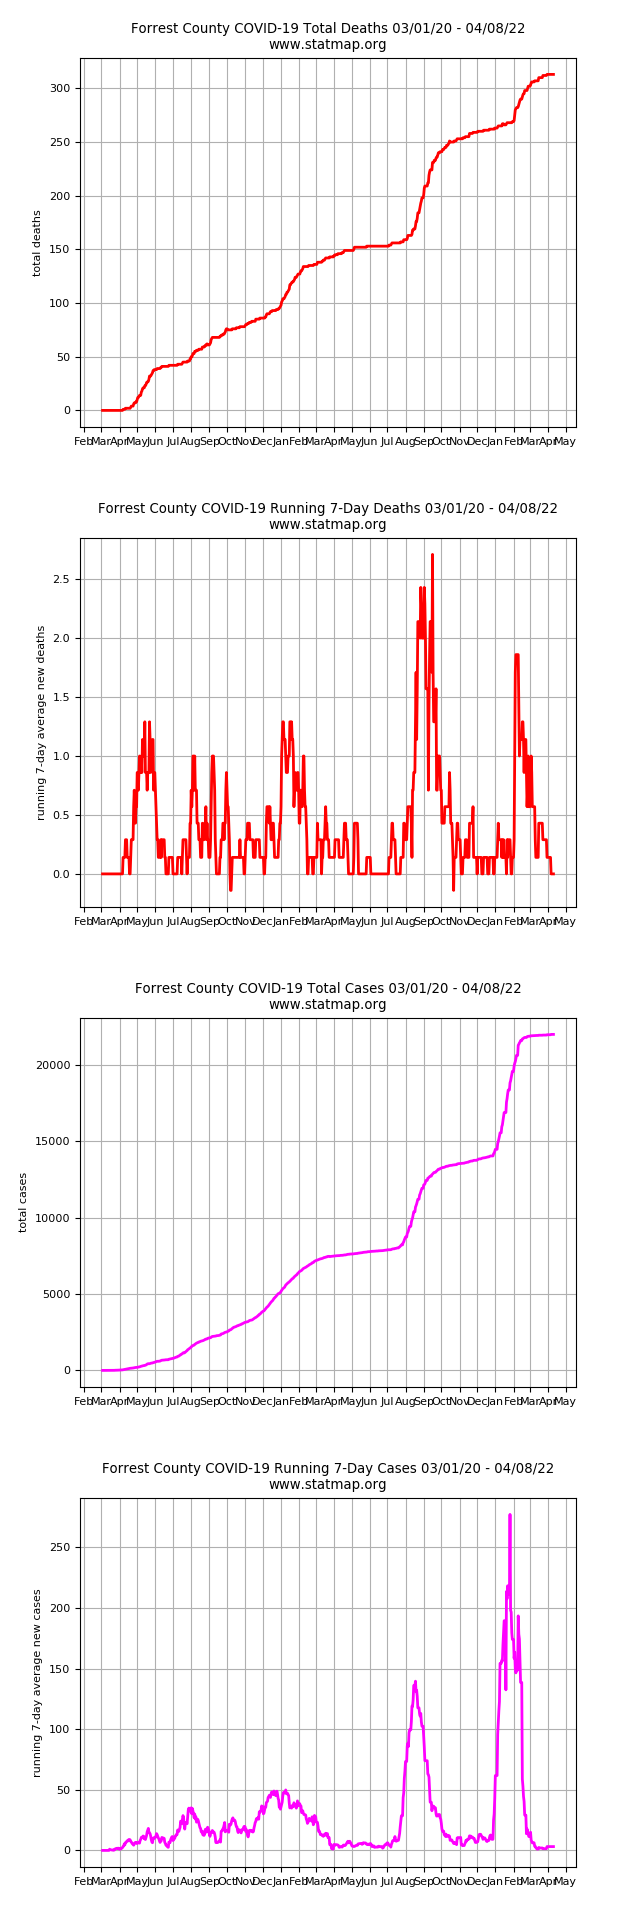 Forrest County COVID-19 Total Deaths 03/01/20 - 04/08/22
www.statmap.org
300
250
200
150
100
50
0
total deaths
Feb Mar Apr May Jun Jul Aug Sep Oct Nov Dec Jan Feb Mar Apr May Jun Jul Aug Sep Oct Nov Dec Jan Feb Mar Apr May
Forrest County COVID-19 Running 7-Day Deaths 03/01/20 - 04/08/22
www.statmap.org
2.5
2.0
1.5
1.0
0.5
0.0
running 7-day average new deaths
Feb Mar Apr May Jun Jul Aug Sep Oct Nov Dec Jan Feb Mar Apr May Jun Jul Aug Sep Oct Nov Dec Jan Feb Mar Apr May
Forrest County COVID-19 Total Cases 03/01/20 - 04/08/22
www.statmap.org
20000
15000
10000
5000
0
total cases
Feb Mar Apr May Jun Jul Aug Sep Oct Nov Dec Jan Feb Mar Apr May Jun Jul Aug Sep Oct Nov Dec Jan Feb Mar Apr May
Forrest County COVID-19 Running 7-Day Cases 03/01/20 - 04/08/22
www.statmap.org
250
200
150
100
50
0
running 7-day average new cases
Feb Mar Apr May Jun Jul Aug Sep Oct Nov Dec Jan Feb Mar Apr May Jun Jul Aug Sep Oct Nov Dec Jan Feb Mar Apr May